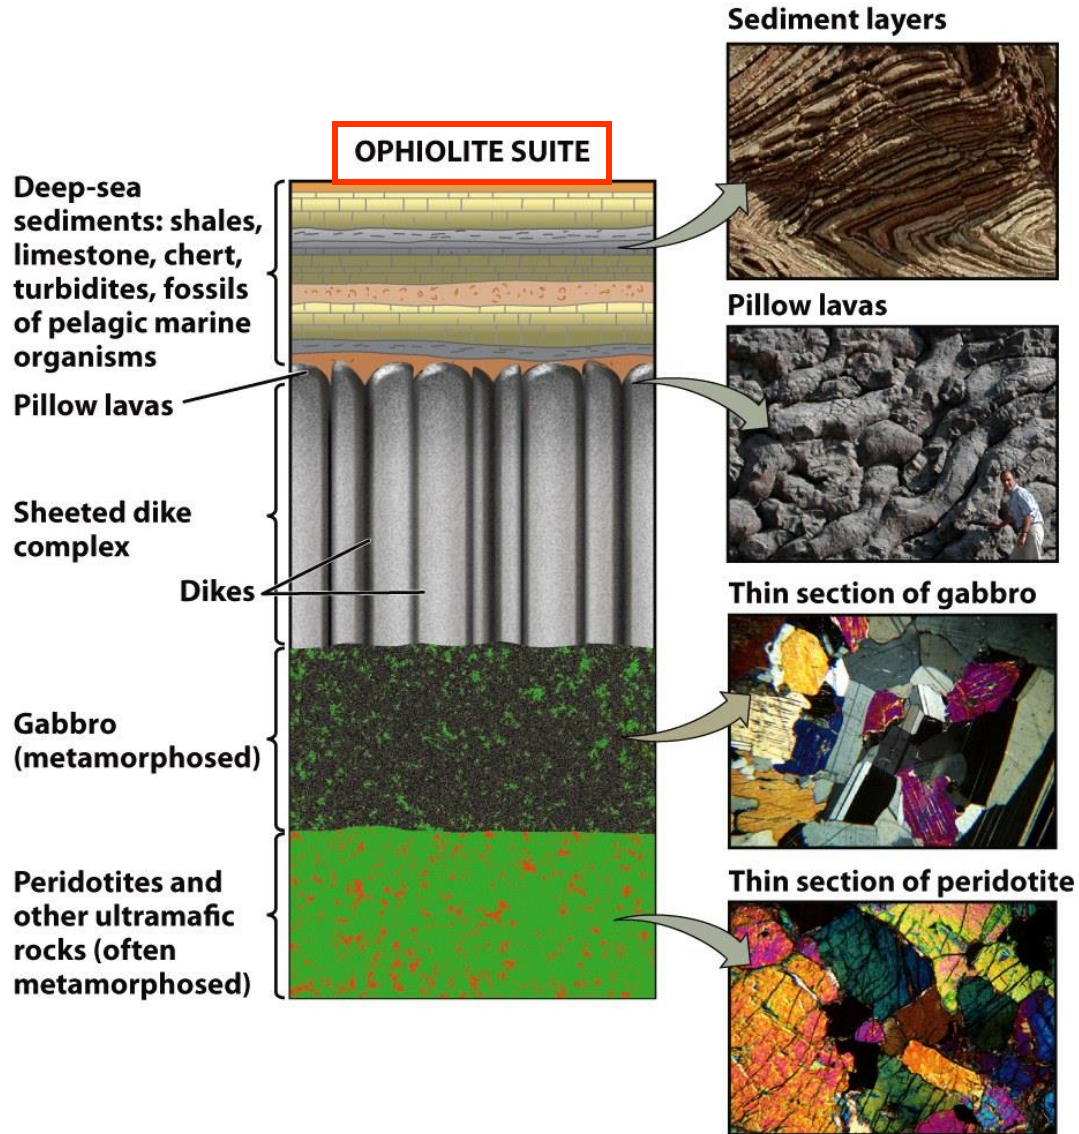 OPHIOLITE SUITE
Deep-sea
sediments: shales,
limestone, chert,
turbidites, fossils
of pelagic marine
organisms
Pillow lavas
Sheeted dike
complex
Dikes
Gabbro
(metamorphosed)
Peridotites and
other ultramafic
rocks (often
metamorphosed)
Sediment layers
Pillow lavas
Thin section of gabbro
Thin section of peridotite